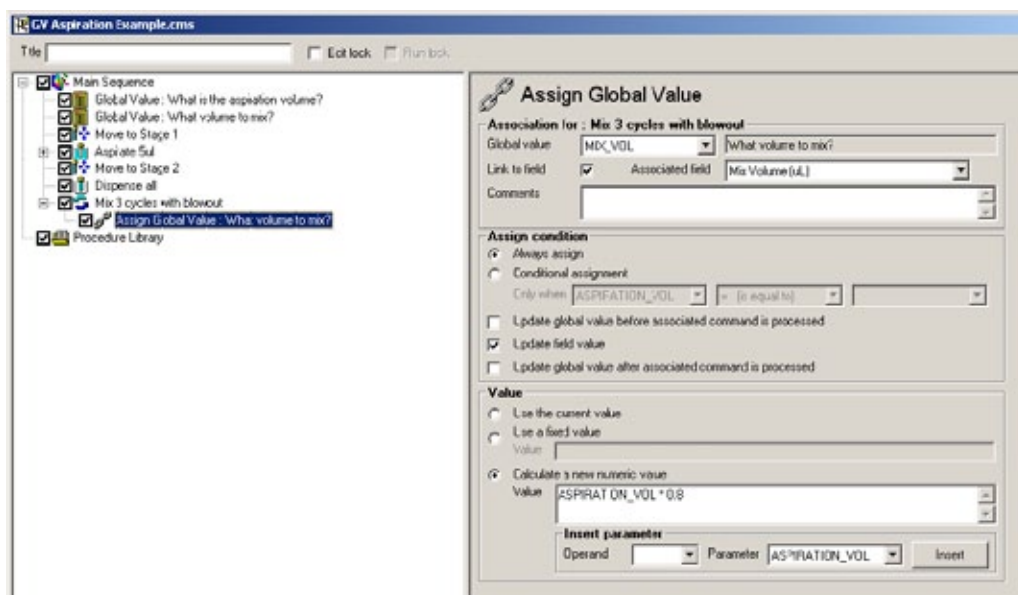 GV Aspiration Example.cms
Title
Edit lock
Run lock
Main Sequence
Global Value : What is the aspiration volume?
Global Value : What volume to mix?
Move to Stage 1
Aspirate 5ul
Move to Stage 2
Dispense all
Mix 3 cycles with blowout
Assign Global Value : What volume to mix?
Procedure Library
Assign Global Value
Association for : Mix 3 cycles with blowout
Global value MIX_VOL What volume to mix?
Link to field Associated field Mix Volume (uL)
Comments
Assign condition
Always assign
Conditional assignment
Only when ASPIRATION_VOL = (is equal to)
Update global value before associated command is processed
Update field value
Update global value after associated command is processed
Value
Use the current value
Use a fixed value
Value
Calculate a new numeric value
Value ASPIRATION_VOL * 0.8
Insert parameter
Operand Parameter ASPIRATION_VOL Insert